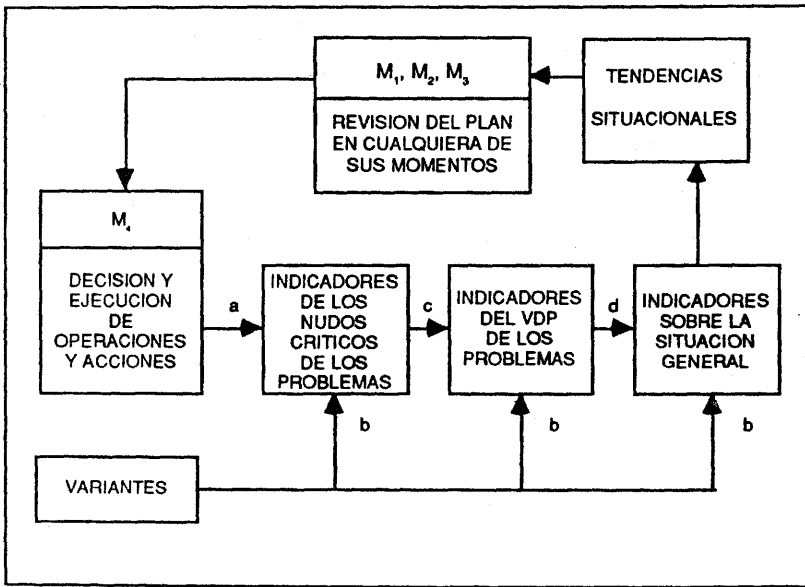 M₁, M₂, M₃
REVISION DEL PLAN
EN CUALQUIERA DE
SUS MOMENTOS
TENDENCIAS
SITUACIONALES
M₄
DECISION Y
EJECUCION
DE
OPERACIONES
Y ACCIONES
a
INDICADORES
DE LOS
NUDOS
CRITICOS
DE LOS
PROBLEMAS
c
INDICADORES
DEL VDP
DE LOS
PROBLEMAS
d
INDICADORES
SOBRE LA
SITUACION
GENERAL
b
b
b
VARIANTES